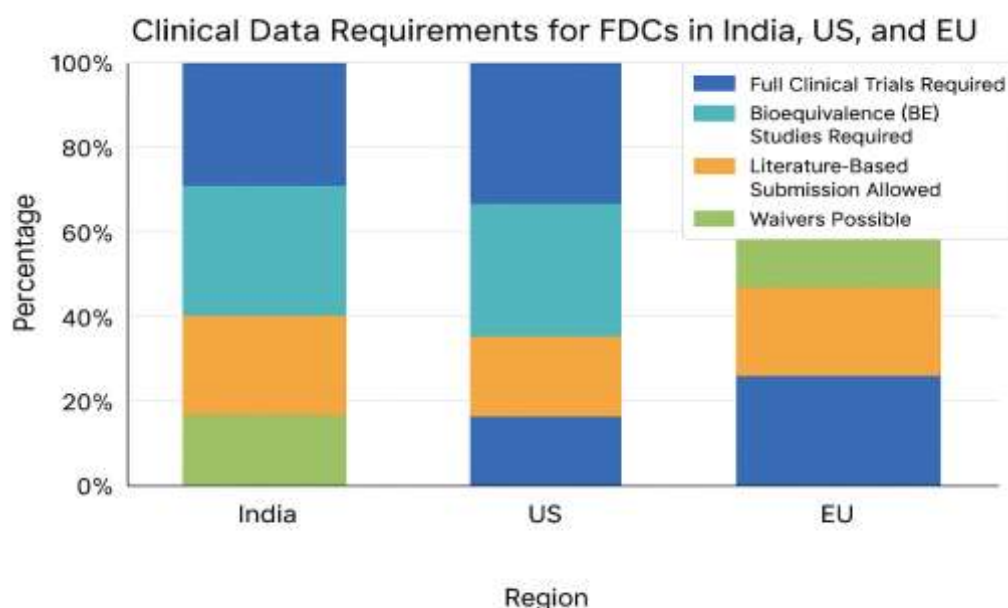 Clinical Data Requirements for FDCs in India, US, and EU
100%
80%
60%
40%
20%
0%
Percentage
Full Clinical Trials Required
Bioequivalence (BE)
Studies Required
Literature-Based
Submission Allowed
Waivers Possible
India
US
EU
Region